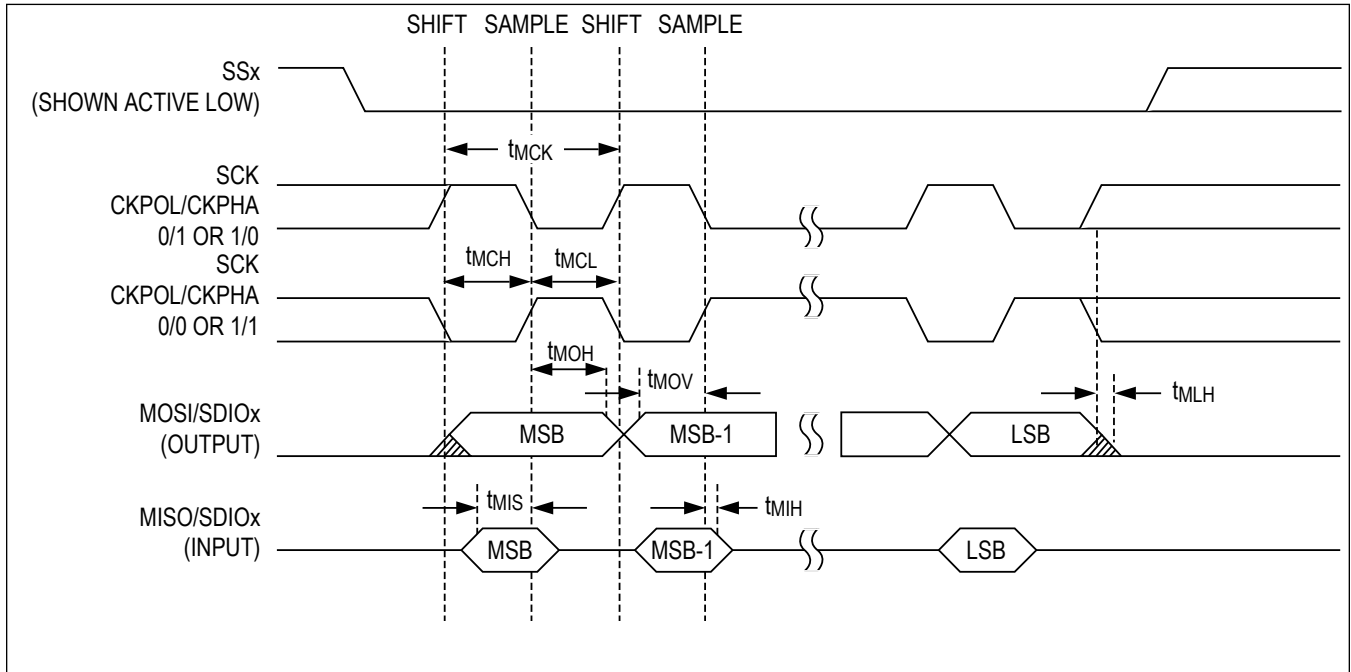 SHIFT SAMPLE SHIFT SAMPLE
SSx
(SHOWN ACTIVE LOW)
tMCK
SCK
CKPOL/CKPHA
0/1 OR 1/0
tMCH tMCL
SCK
CKPOL/CKPHA
0/0 OR 1/1
tMOH
tMOV
tMLH
MOSI/SDIOx
(OUTPUT)
MSB MSB-1 LSB
tMIS
tMIH
MISO/SDIOx
(INPUT)
MSB MSB-1 LSB